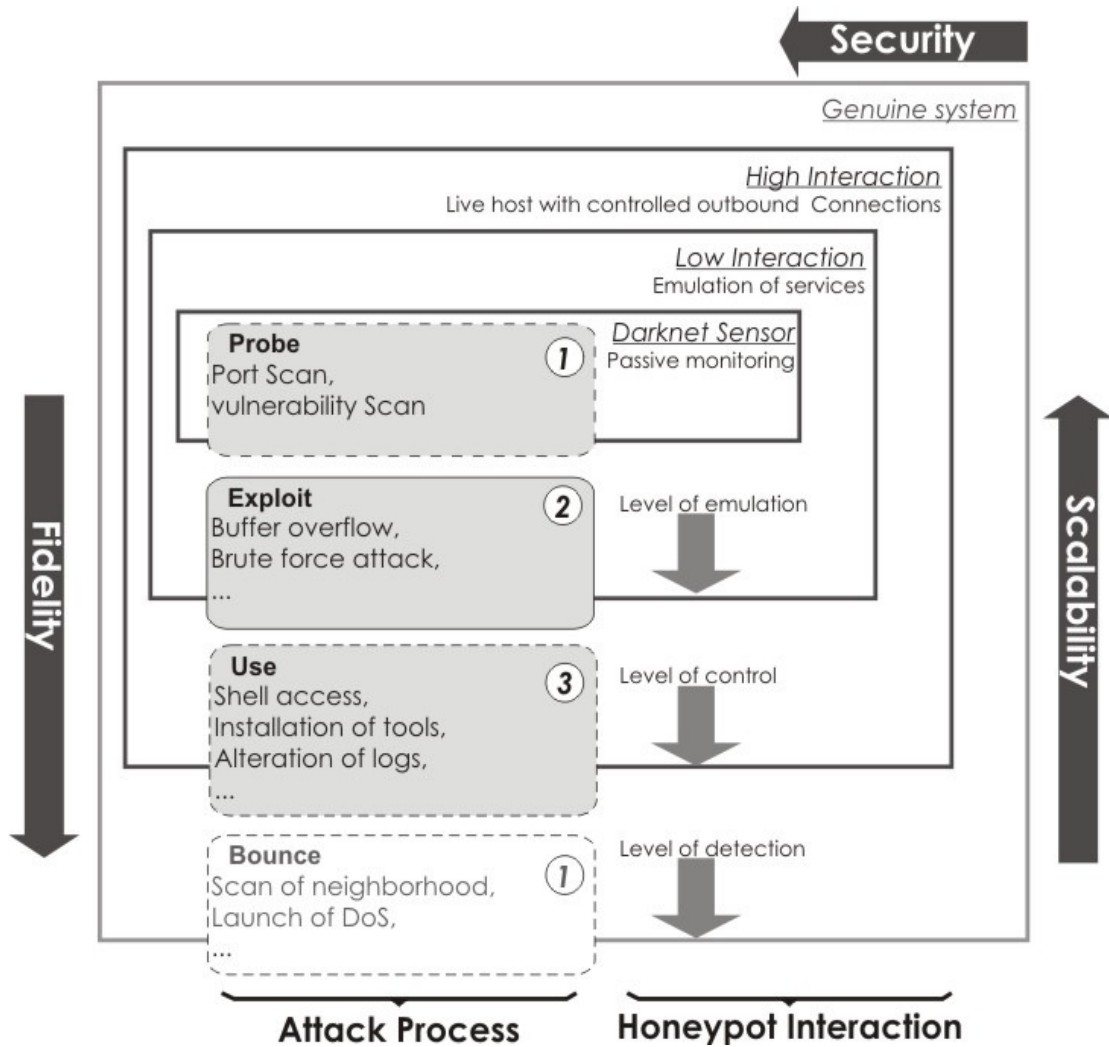 Security
Genuine system
High Interaction
Live host with controlled outbound Connections
Low Interaction
Emulation of services
Darknet Sensor
Passive monitoring
Probe
1
Port Scan,
vulnerability Scan
Exploit
2
Buffer overflow,
Brute force attack,
...
Level of emulation
Use
3
Shell access,
Installation of tools,
Alteration of logs,
...
Level of control
Bounce
1
Scan of neighborhood,
Launch of DoS,
...
Level of detection
Fidelity
Scalability
Attack Process
Honeypot Interaction